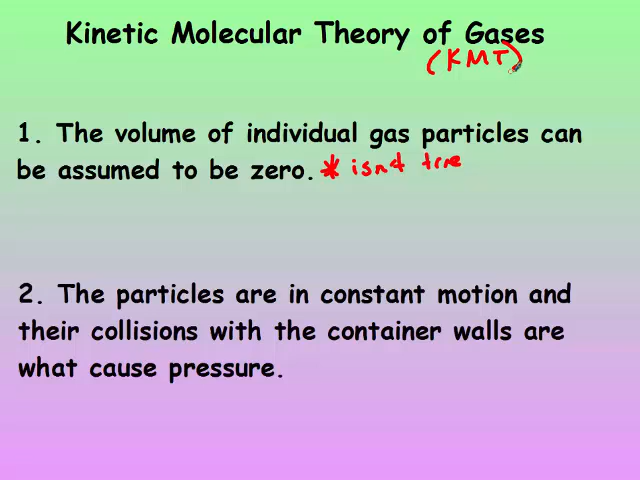 Kinetic Molecular Theory of Gases
(KMT)
1. The volume of individual gas particles can
be assumed to be zero. * isnt true
2. The particles are in constant motion and
their collisions with the container walls are
what cause pressure.